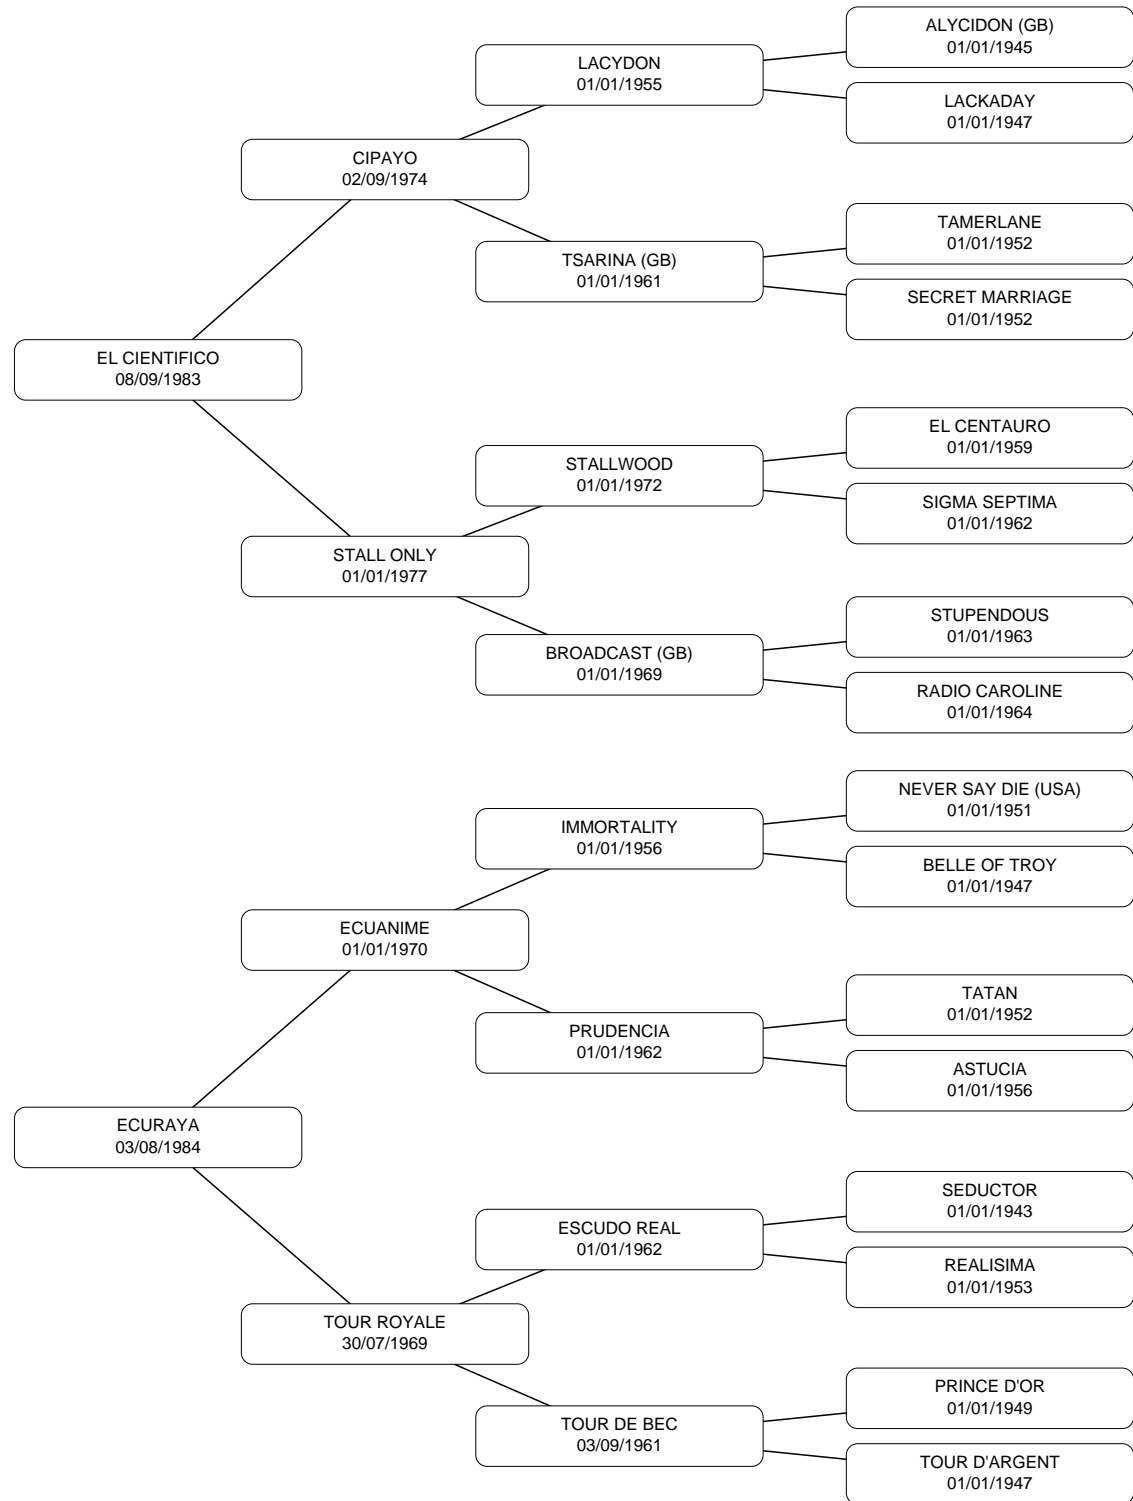 ALYCIDON (GB)
01/01/1945
LACYDON
01/01/1955
LACKADAY
01/01/1947
CIPAYO
02/09/1974
TAMERLANE
01/01/1952
TSARINA (GB)
01/01/1961
SECRET MARRIAGE
01/01/1952
EL CIENTIFICO
08/09/1983
EL CENTAURO
01/01/1959
STALLWOOD
01/01/1972
SIGMA SEPTIMA
01/01/1962
STALL ONLY
01/01/1977
STUPENDOUS
01/01/1963
BROADCAST (GB)
01/01/1969
RADIO CAROLINE
01/01/1964
NEVER SAY DIE (USA)
01/01/1951
IMMORTALITY
01/01/1956
BELLE OF TROY
01/01/1947
ECUANIME
01/01/1970
TATAN
01/01/1952
PRUDENCIA
01/01/1962
ASTUCIA
01/01/1956
ECURAYA
03/08/1984
SEDUCTOR
01/01/1943
ESCUDO REAL
01/01/1962
REALISIMA
01/01/1953
TOUR ROYALE
30/07/1969
PRINCE D'OR
01/01/1949
TOUR DE BEC
03/09/1961
TOUR D'ARGENT
01/01/1947